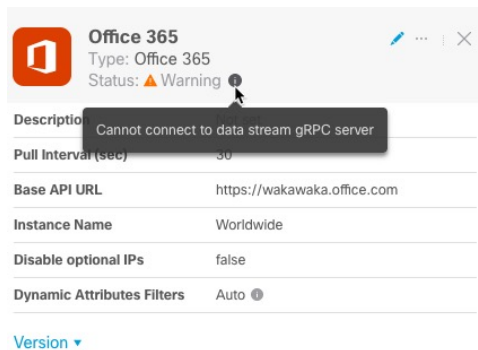 Office 365
Type: Office 365
Status: Warning
Description
Cannot connect to data stream gRPC server
Pull Interval (sec) 30
Base API URL https://wakawaka.office.com
Instance Name Worldwide
Disable optional IPs false
Dynamic Attributes Filters Auto
Version